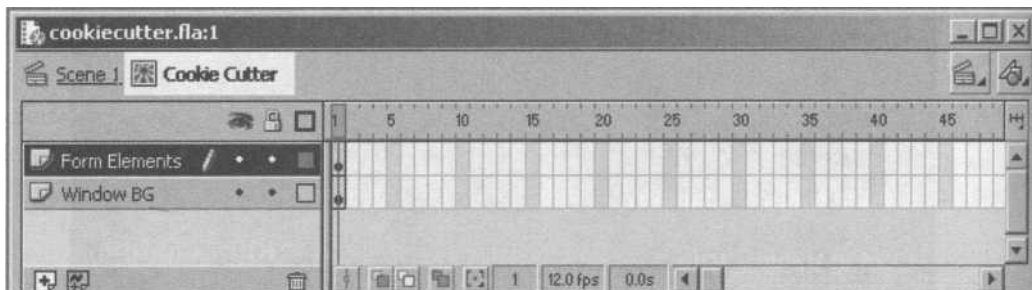 cookiecutter.fla:1
Scene 1 Cookie Cutter
1 5 10 15 20 25 30 35 40 45
Form Elements
Window BG
1 12.0 fps 0.0s